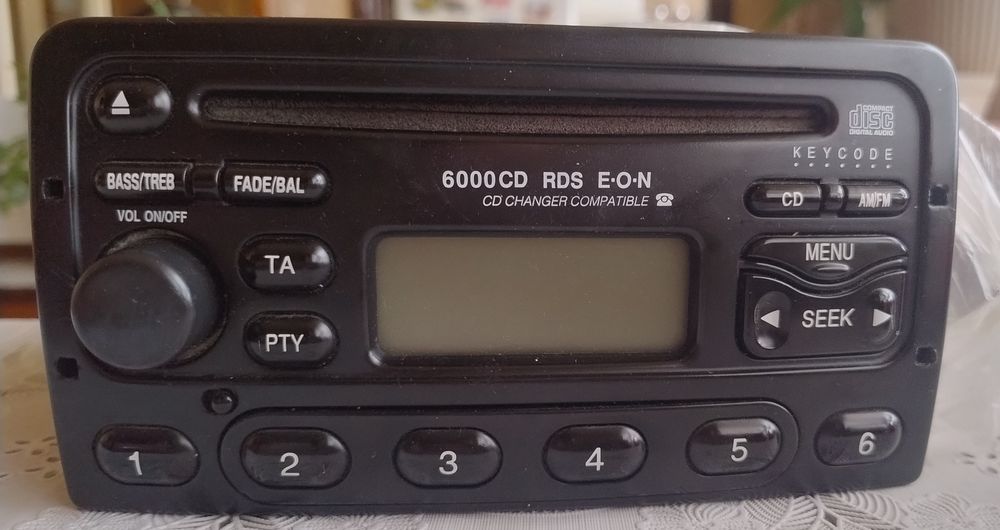 COMPACT
disc
DIGITAL AUDIO
KEYCODE
BASS/TREB
FADE/BAL
6000CD RDS E·O·N
CD CHANGER COMPATIBLE ☎
CD
AM/FM
VOL ON/OFF
TA
MENU
PTY
SEEK
1
2
3
4
5
6